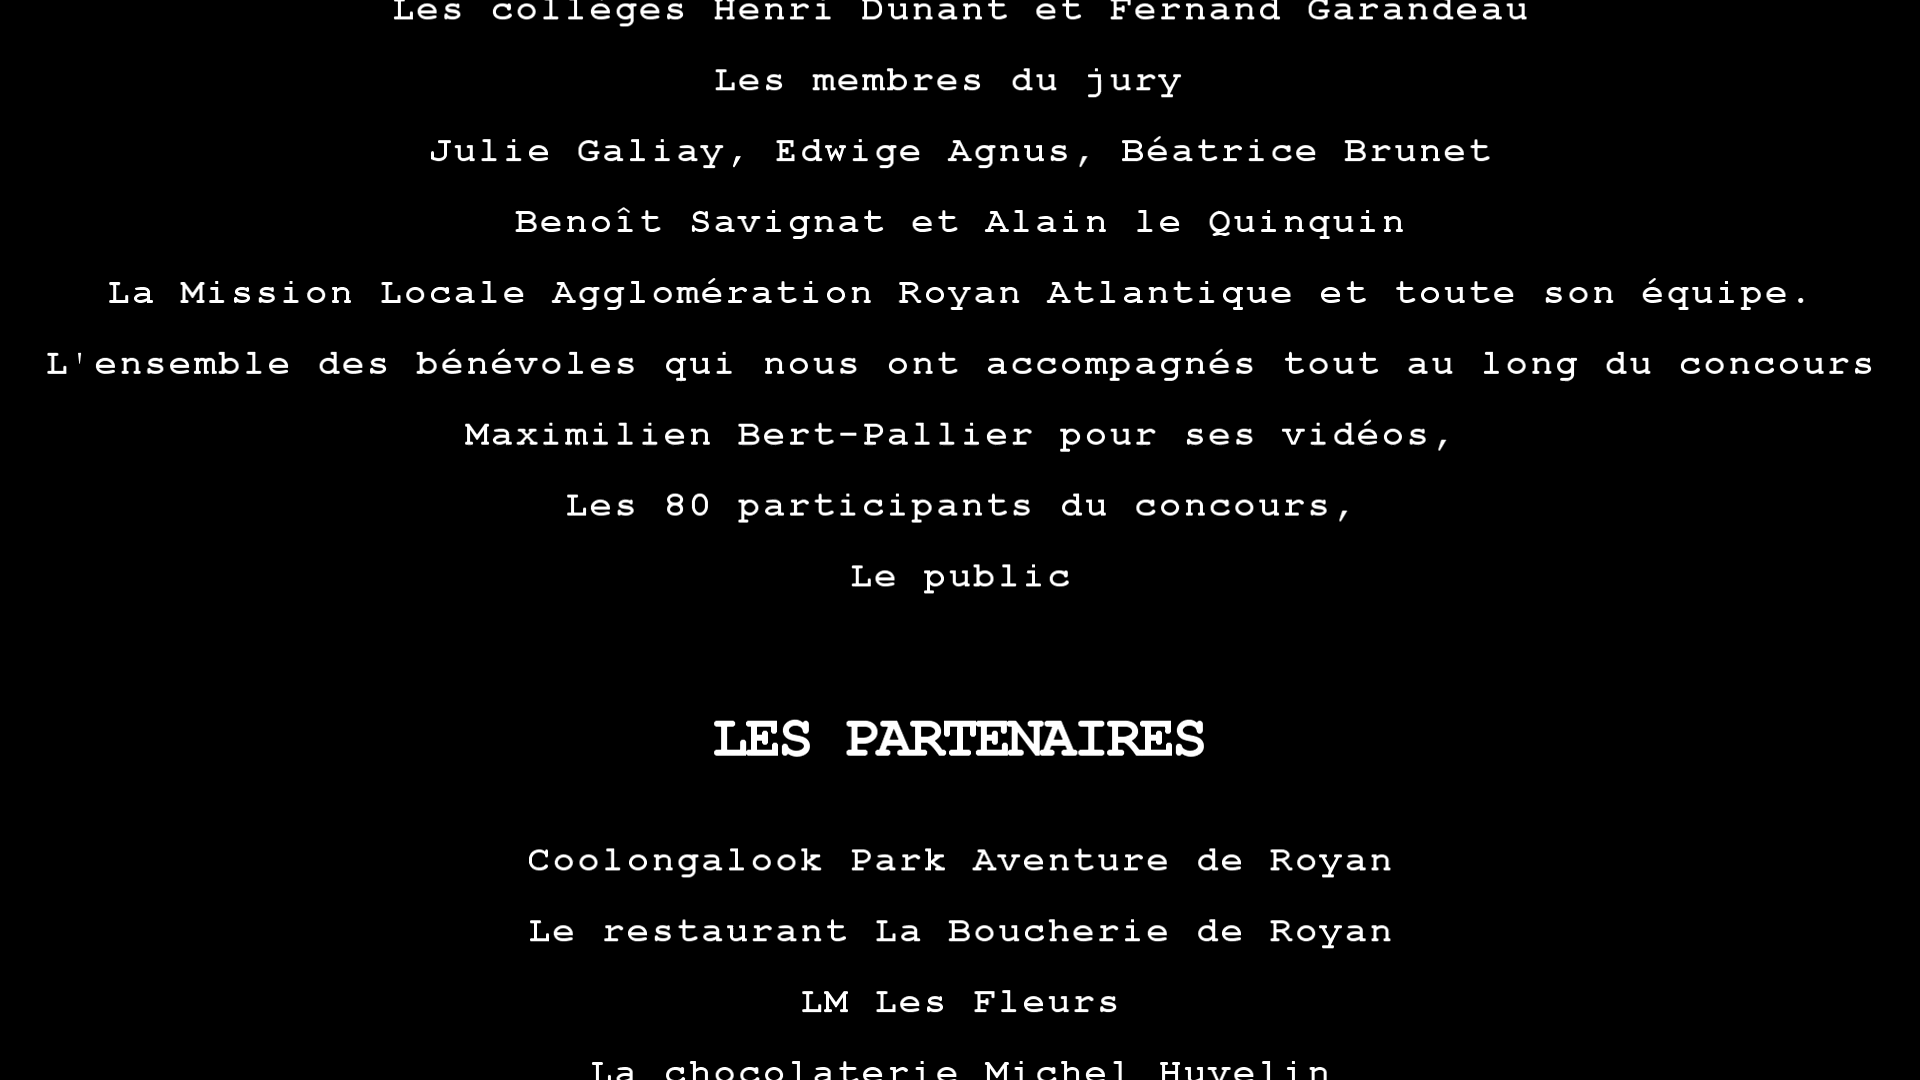 Les collèges Henri Dunant et Fernand Garandeau
Les membres du jury
Julie Galiay, Edwige Agnus, Béatrice Brunet
Benoît Savignat et Alain le Quinquin
La Mission Locale Agglomération Royan Atlantique et toute son équipe.
L'ensemble des bénévoles qui nous ont accompagnés tout au long du concours
Maximilien Bert-Pallier pour ses vidéos,
Les 80 participants du concours,
Le public
LES PARTENAIRES
Coolongalook Park Aventure de Royan
Le restaurant La Boucherie de Royan
LM Les Fleurs
La chocolaterie Michel Huvelin